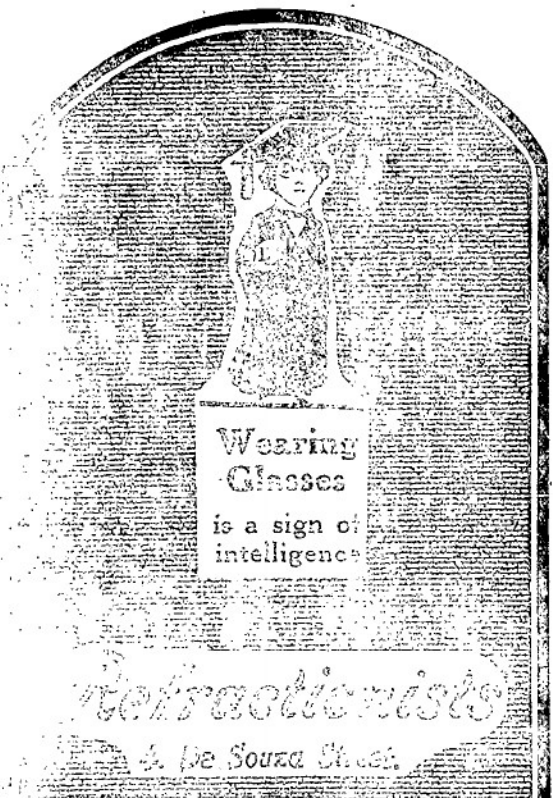 Wearing
Glasses
is a sign of
intelligence
Refractionists
De Souza Street.